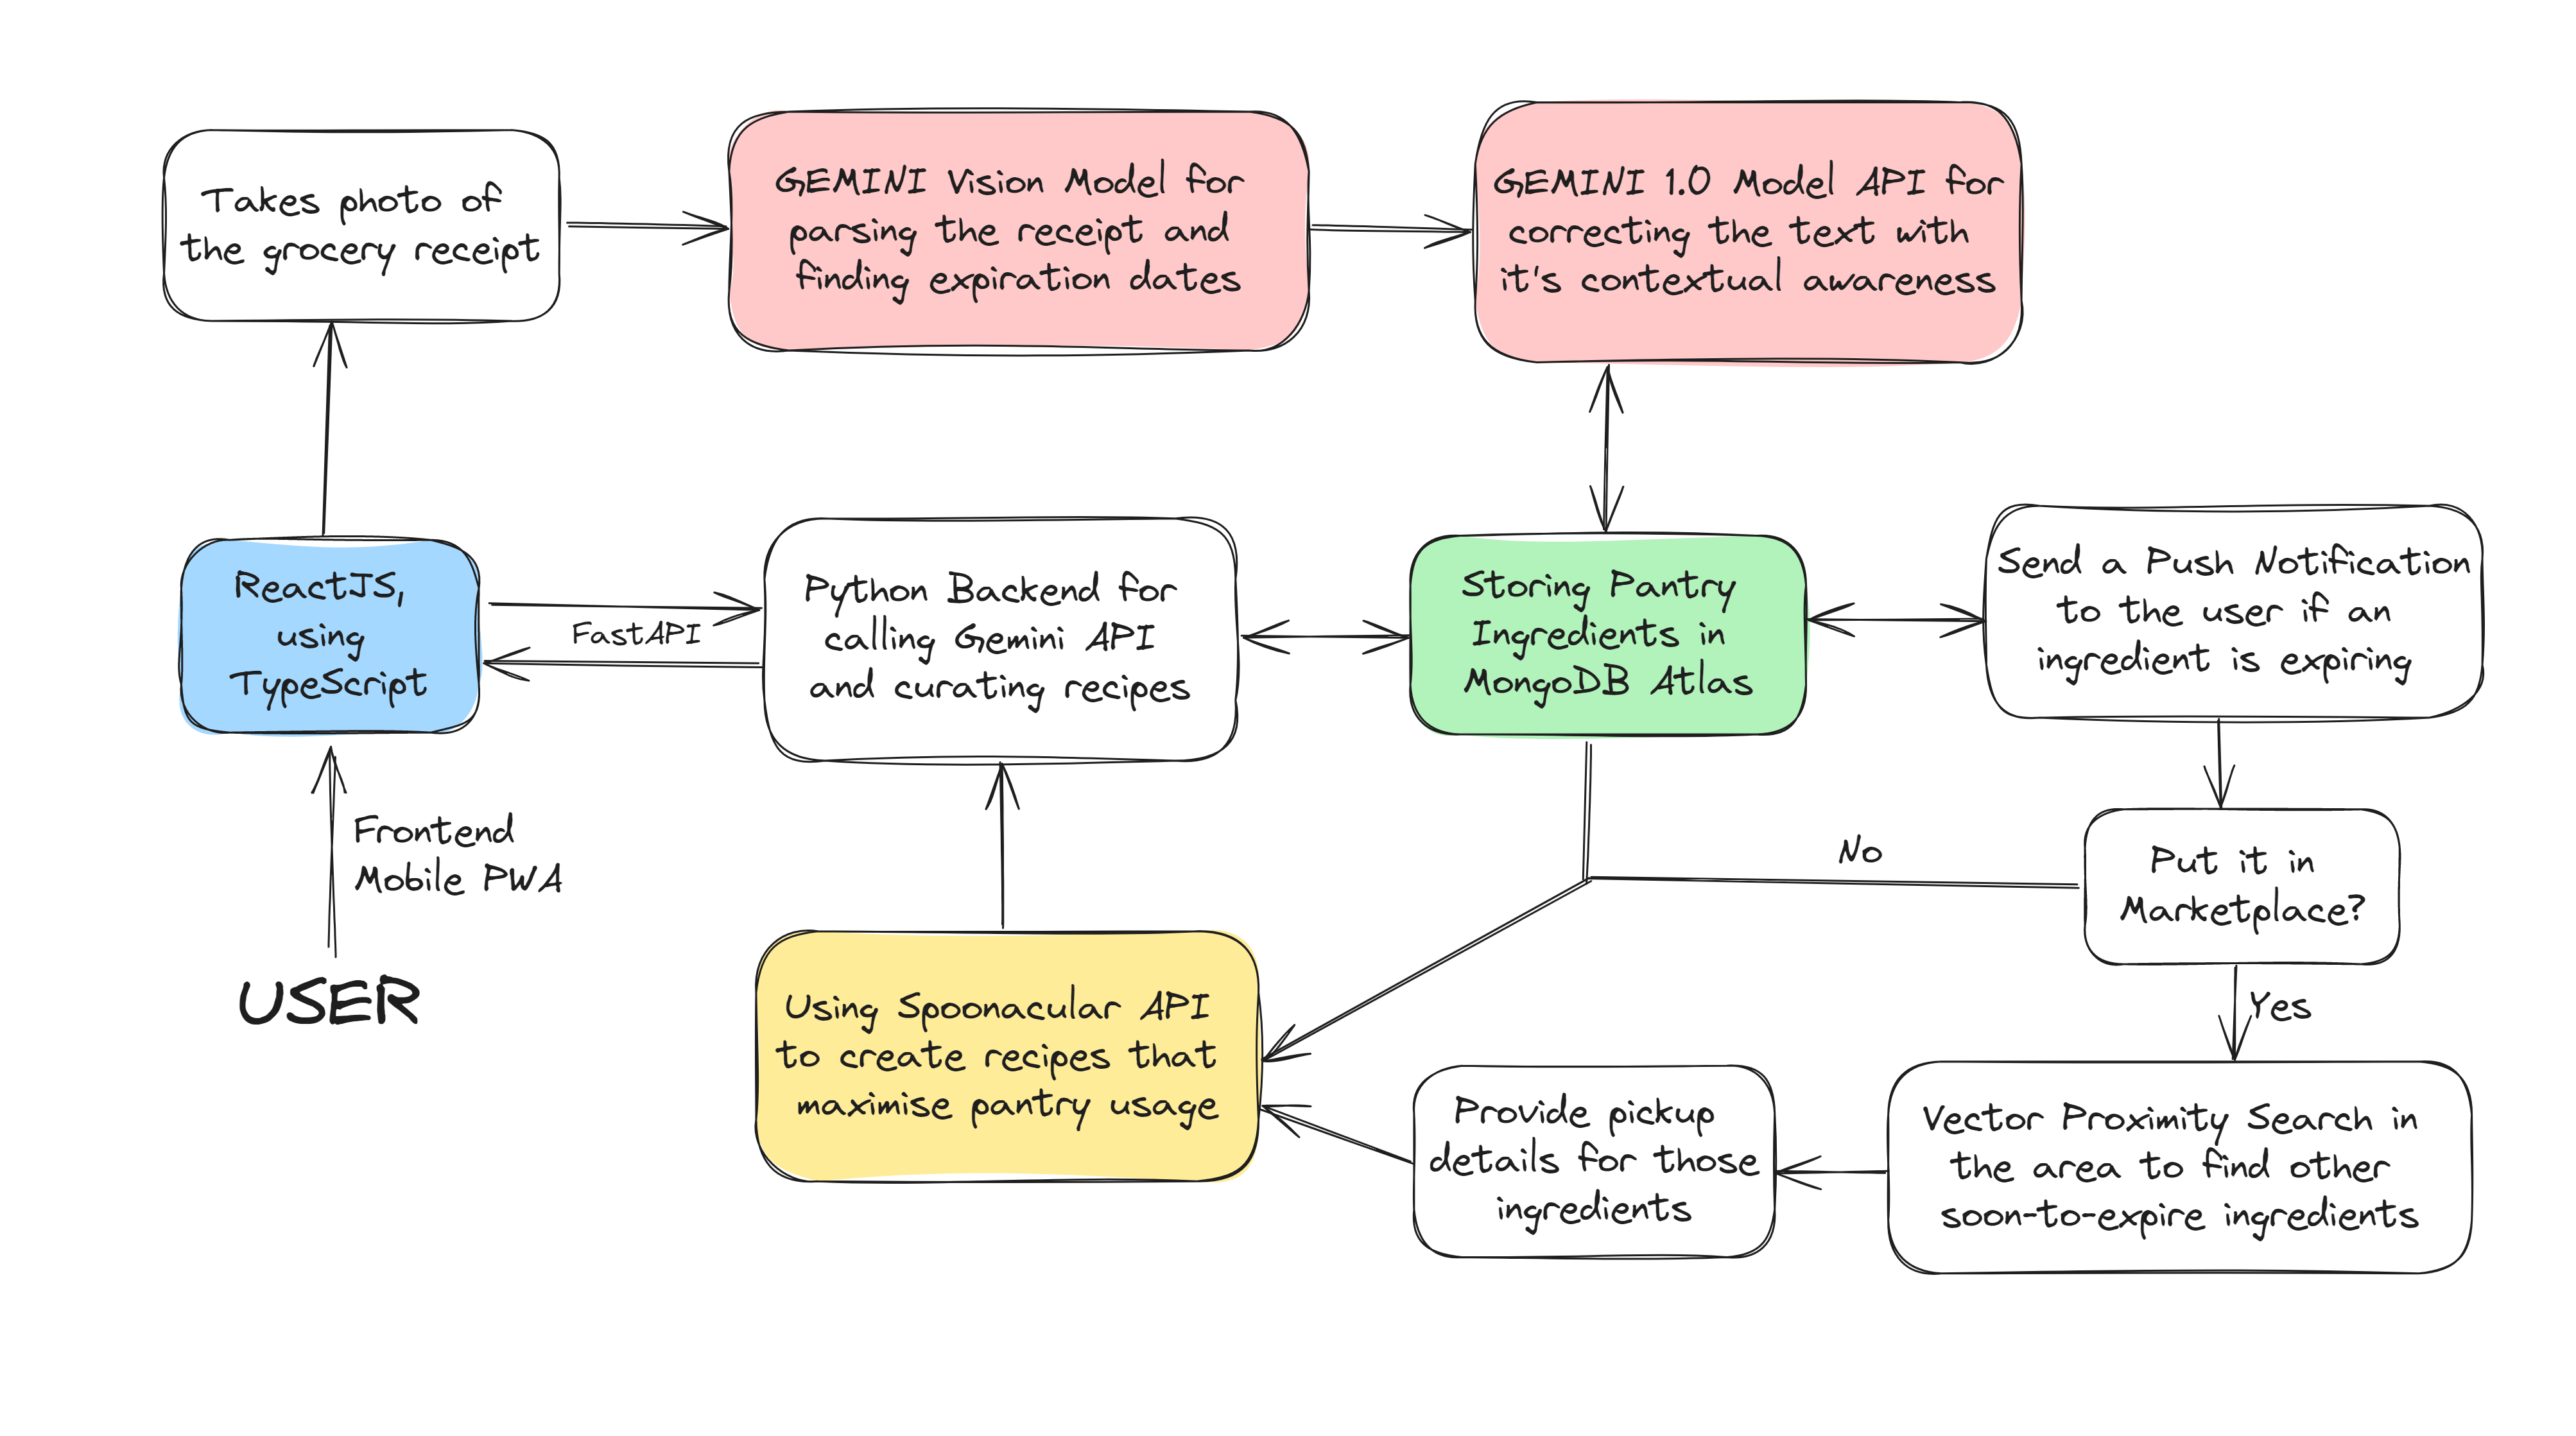 Takes photo of
the grocery receipt
GEMINI Vision Model for
parsing the receipt and
finding expiration dates
GEMINI 1.0 Model API for
correcting the text with
it's contextual awareness
ReactJS,
using
TypeScript
FastAPI
Python Backend for
calling Gemini API
and curating recipes
Storing Pantry
Ingredients in
MongoDB Atlas
Send a Push Notification
to the user if an
ingredient is expiring
Frontend
Mobile PWA
USER
No
Put it in
Marketplace?
Yes
Using Spoonacular API
to create recipes that
maximise pantry usage
Provide pickup
details for those
ingredients
Vector Proximity Search in
the area to find other
soon-to-expire ingredients